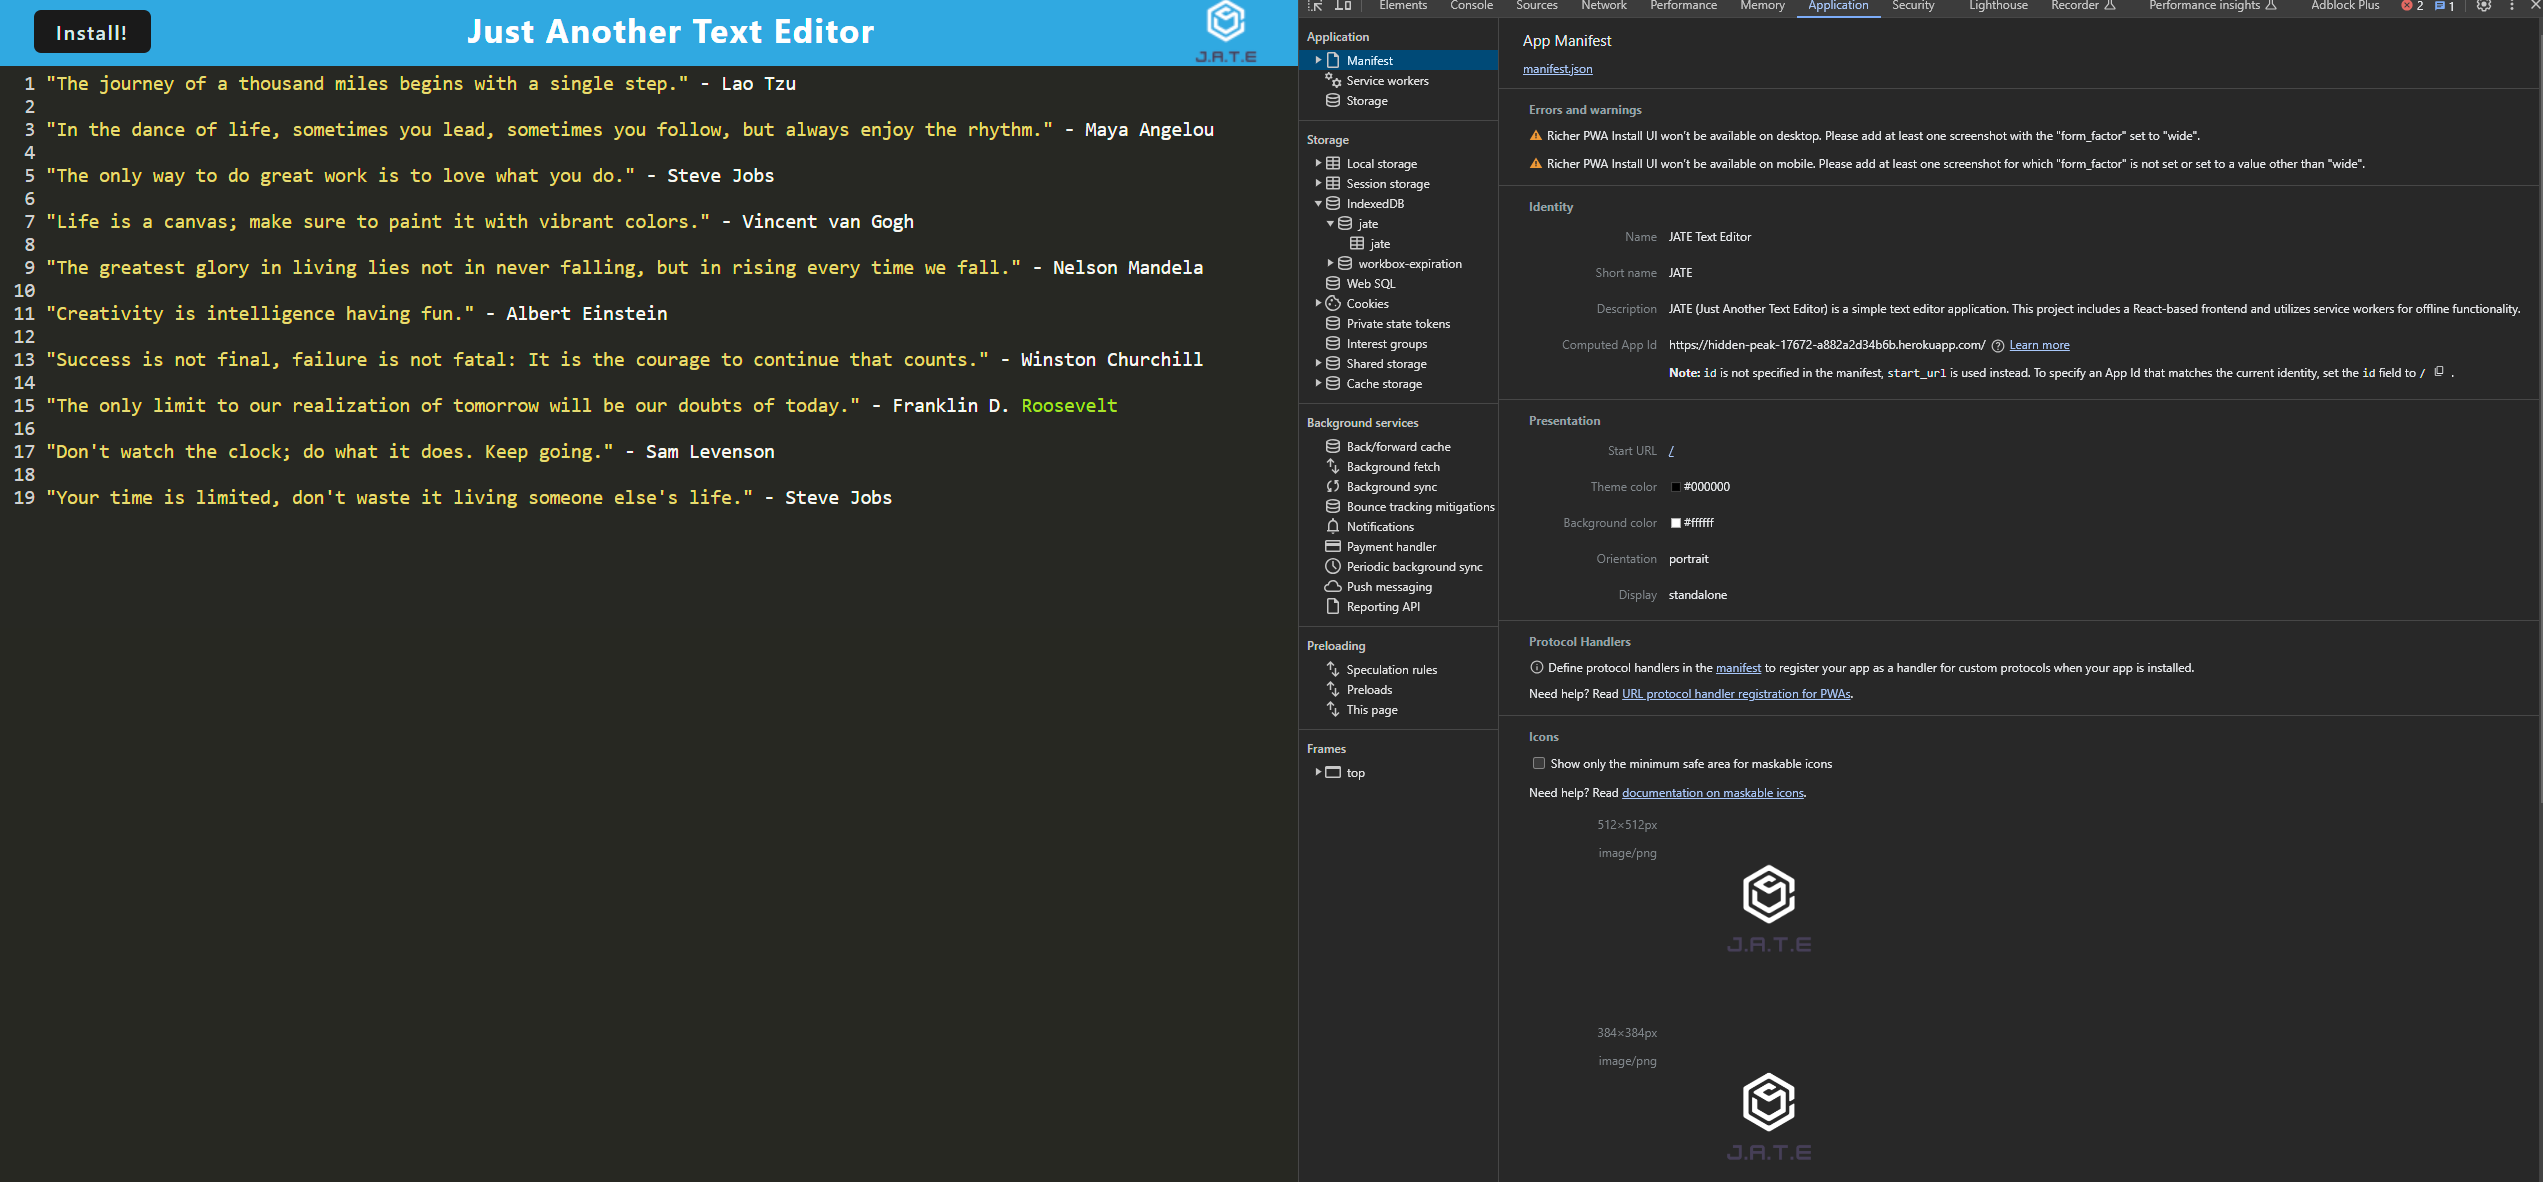 Install!
Just Another Text Editor
J.A.T.E
1 "The journey of a thousand miles begins with a single step." - Lao Tzu
2
3 "In the dance of life, sometimes you lead, sometimes you follow, but always enjoy the rhythm." - Maya Angelou
4
5 "The only way to do great work is to love what you do." - Steve Jobs
6
7 "Life is a canvas; make sure to paint it with vibrant colors." - Vincent van Gogh
8
9 "The greatest glory in living lies not in never falling, but in rising every time we fall." - Nelson Mandela
10
11 "Creativity is intelligence having fun." - Albert Einstein
12
13 "Success is not final, failure is not fatal: It is the courage to continue that counts." - Winston Churchill
14
15 "The only limit to our realization of tomorrow will be our doubts of today." - Franklin D. Roosevelt
16
17 "Don't watch the clock; do what it does. Keep going." - Sam Levenson
18
19 "Your time is limited, don't waste it living someone else's life." - Steve Jobs
Elements Console Sources Network Performance Memory Application Security Lighthouse Recorder Performance insights Adblock Plus 2 1
Application
Manifest
Service workers
Storage
Storage
Local storage
Session storage
IndexedDB
jate
jate
workbox-expiration
Web SQL
Cookies
Private state tokens
Interest groups
Shared storage
Cache storage
Background services
Back/forward cache
Background fetch
Background sync
Bounce tracking mitigations
Notifications
Payment handler
Periodic background sync
Push messaging
Reporting API
Preloading
Speculation rules
Preloads
This page
Frames
top
App Manifest
manifest.json
Errors and warnings
Richer PWA Install UI won't be available on desktop. Please add at least one screenshot with the "form_factor" set to "wide".
Richer PWA Install UI won't be available on mobile. Please add at least one screenshot for which "form_factor" is not set or set to a value other than "wide".
Identity
Name JATE Text Editor
Short name JATE
Description JATE (Just Another Text Editor) is a simple text editor application. This project includes a React-based frontend and utilizes service workers for offline functionality.
Computed App Id https://hidden-peak-17672-a882a2d34b6b.herokuapp.com/ Learn more
Note: id is not specified in the manifest, start_url is used instead. To specify an App Id that matches the current identity, set the id field to / .
Presentation
Start URL /
Theme color #000000
Background color #ffffff
Orientation portrait
Display standalone
Protocol Handlers
Define protocol handlers in the manifest to register your app as a handler for custom protocols when your app is installed.
Need help? Read URL protocol handler registration for PWAs.
Icons
Show only the minimum safe area for maskable icons
Need help? Read documentation on maskable icons.
512×512px
image/png
J.A.T.E
384×384px
image/png
J.A.T.E